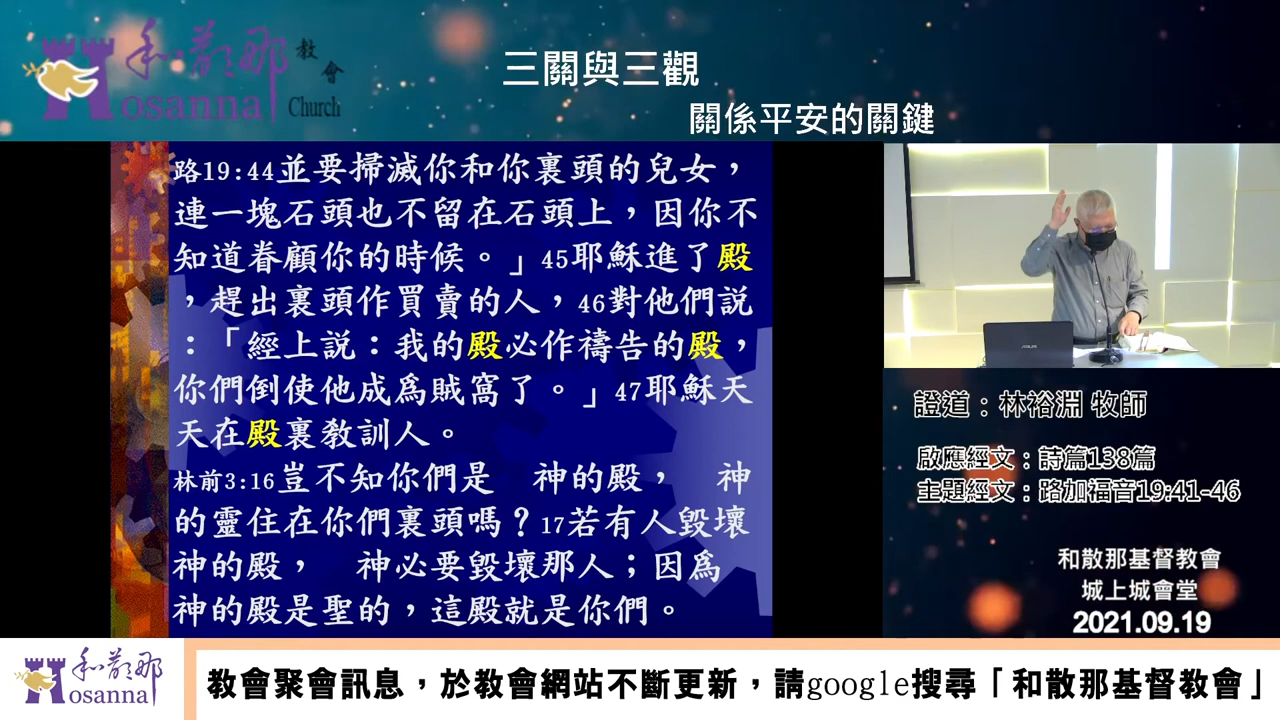 和散那教會
Hosanna Church
三關與三觀
關係平安的關鍵
路19:44並要掃滅你和你裏頭的兒女，
連一塊石頭也不留在石頭上，因你不
知道眷顧你的時候。」45耶穌進了殿
，趕出裏頭作買賣的人，46對他們說
：「經上說：我的殿必作禱告的殿，
你們倒使他成為賊窩了。」47耶穌天
天在殿裏教訓人。
林前3:16豈不知你們是　神的殿，　神
的靈住在你們裏頭嗎？17若有人毀壞
神的殿，　神必要毀壞那人；因為
神的殿是聖的，這殿就是你們。
ASUS
證道：林裕淵 牧師
啟應經文：詩篇138篇
主題經文：路加福音19:41-46
和散那基督教會
城上城會堂
2021.09.19
和散那
Hosanna
教會聚會訊息，於教會網站不斷更新，請google搜尋「和散那基督教會」